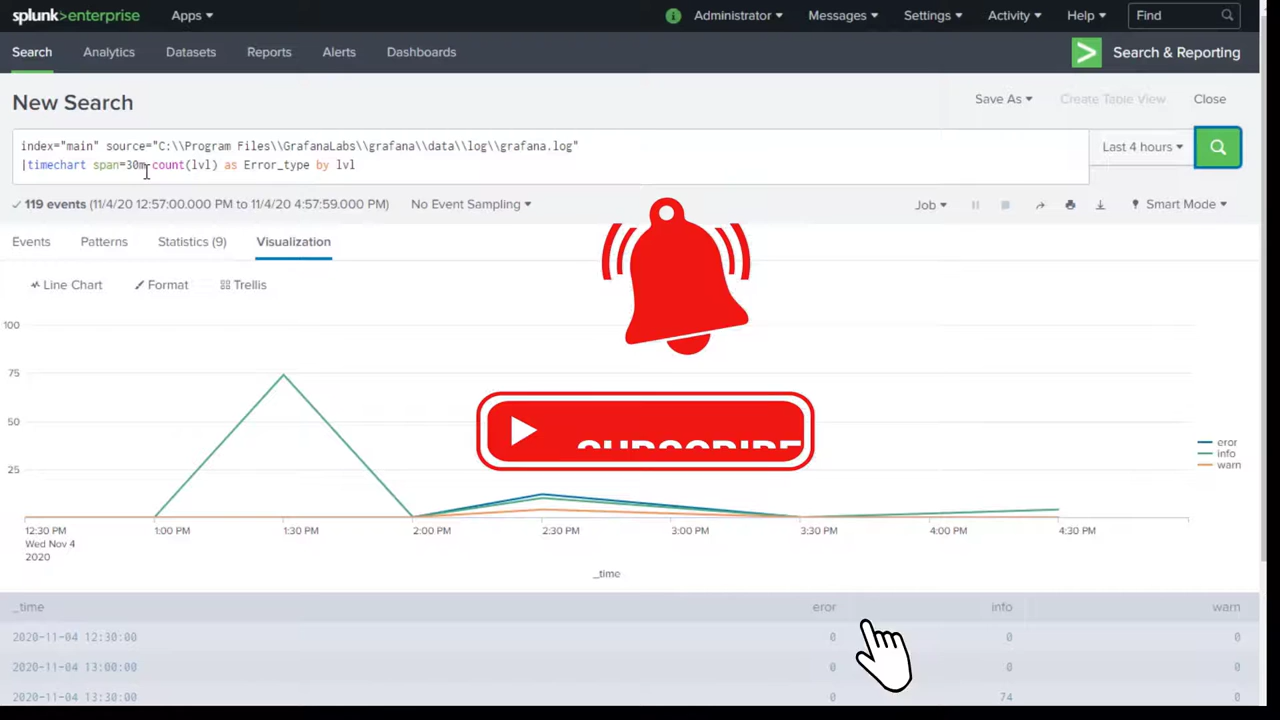 splunk>enterprise Apps Administrator Messages Settings Activity Help Find
Search Analytics Datasets Reports Alerts Dashboards Search & Reporting
New Search Save As Create Table View Close
index="main" source="C:\\Program Files\\GrafanaLabs\\grafana\\data\\log\\grafana.log"
|timechart span=30m count(lvl) as Error_type by lvl
Last 4 hours
119 events (11/4/20 12:57:00.000 PM to 11/4/20 4:57:59.000 PM) No Event Sampling Job Smart Mode
Events Patterns Statistics (9) Visualization
Line Chart Format Trellis
100
75
50
25
SUBSCRIBE
eror
info
warn
12:30 PM 1:00 PM 1:30 PM 2:00 PM 2:30 PM 3:00 PM 3:30 PM 4:00 PM 4:30 PM
Wed Nov 4
2020
_time
_time eror info warn
2020-11-04 12:30:00 0 0 0
2020-11-04 13:00:00 0 0 0
2020-11-04 13:30:00 0 74 0